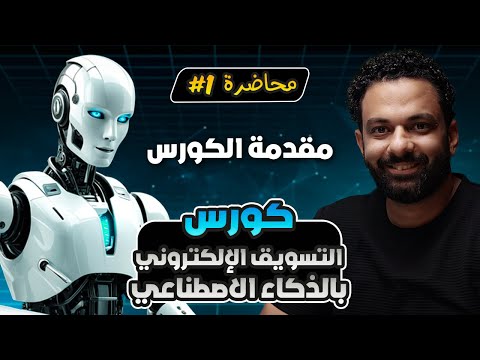 محاضرة 1#
مقدمة الكورس
كورس
التسويق الإلكتروني
بالذكاء الاصطناعي